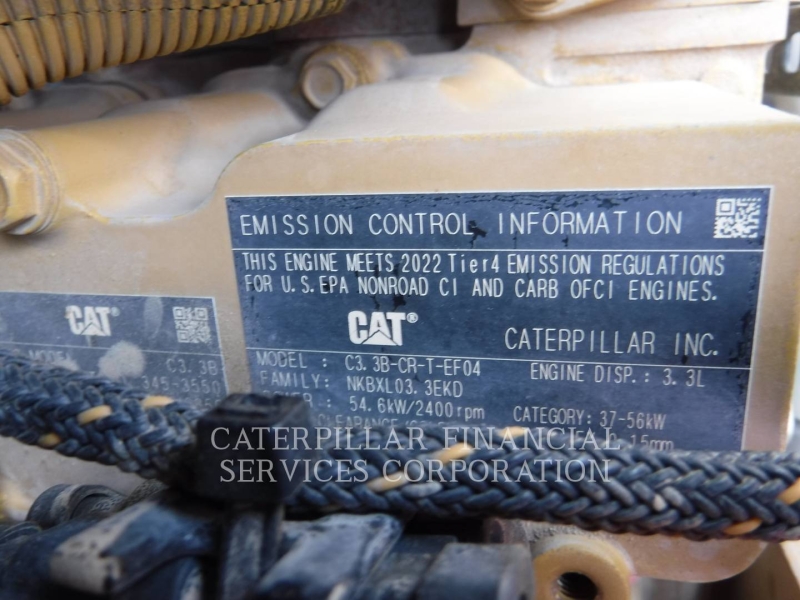 EMISSION CONTROL INFORMATION
THIS ENGINE MEETS 2022 Tier4 EMISSION REGULATIONS
FOR U.S.EPA NONROAD CI AND CARB OFCI ENGINES.
CAT® CATERPILLAR INC.
MODEL : C3.3B-CR-T-EF04 ENGINE DISP.: 3.3L
FAMILY: NKBXL03.3EKD
: 54.6kW/2400rpm CATEGORY: 37-56kW
CLEARANCE
CAT®
MODEL C3.3B
345-3550
CATERPILLAR FINANCIAL
SERVICES CORPORATION